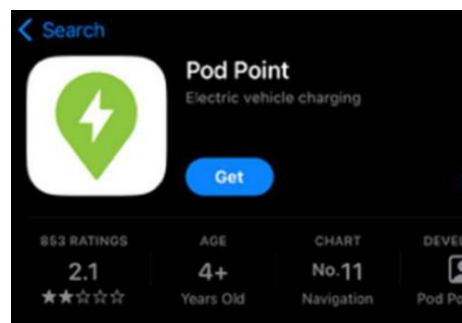 Search
Pod Point
Electric vehicle charging
Get
853 RATINGS
AGE
CHART
DEVEL
2.1
4+
No.11
Years Old
Navigation
Pod Po